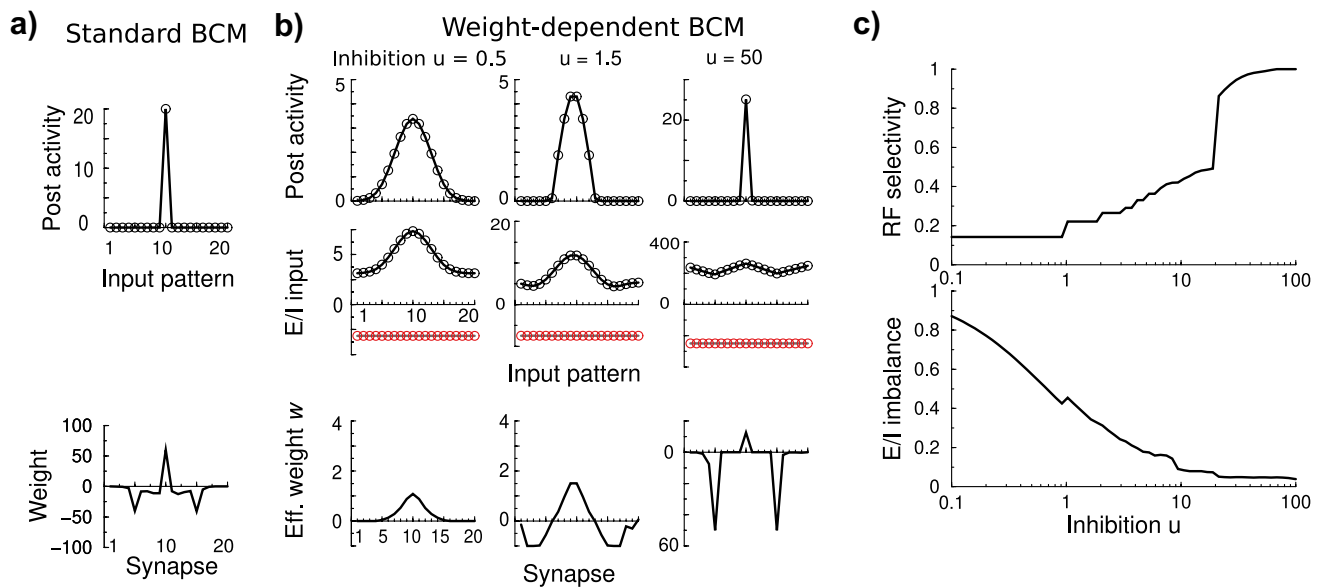 a) Standard BCM
b) Weight-dependent BCM
c)
Inhibition u = 0.5
u = 1.5
u = 50
Post activity
20
10
0
1 10 20
Input pattern
Weight
100
50
0
−50
−100
1 10 20
Synapse
Post activity
5
0
5
0
20
0
E/I input
5
0
1 10 20
20
10
0
400
0
Input pattern
Eff. weight w
4
2
0
1 5 10 15 20
4
2
0
0
60
Synapse
RF selectivity
1
0.8
0.6
0.4
0.2
0
0.1 1 10 100
E/I imbalance
1
0.8
0.6
0.4
0.2
0
0.1 1 10 100
Inhibition u